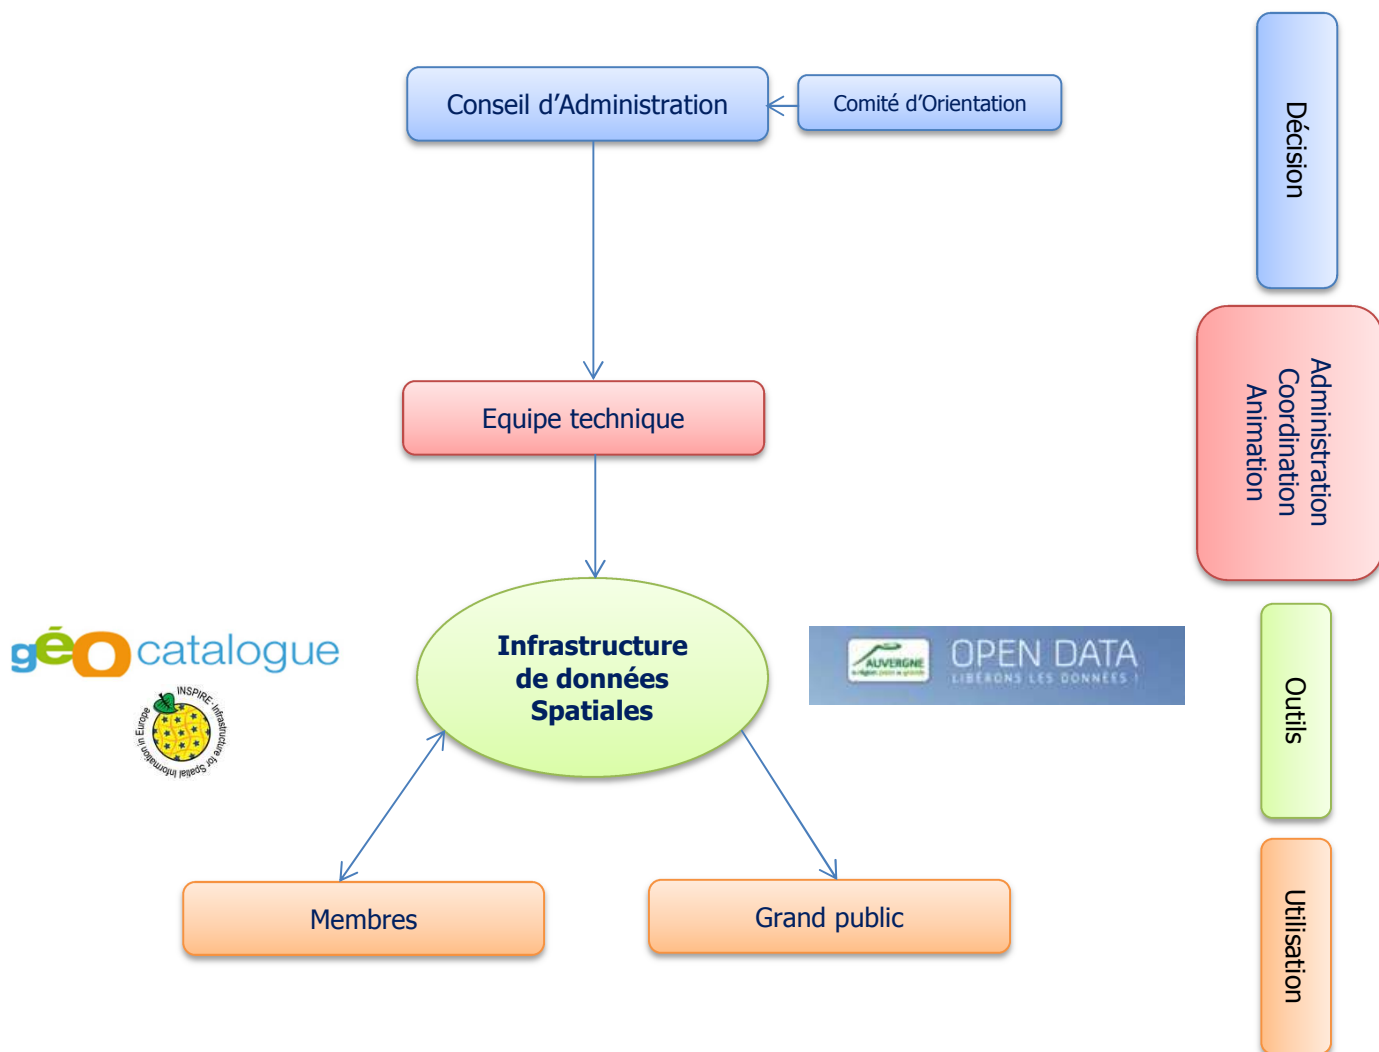 Conseil d'Administration
Comité d'Orientation
Décision
Equipe technique
Administration
Coordination
Animation
géo catalogue
INSPIRE · Infrastructure for Spatial Information in Europe
Infrastructure
de données
Spatiales
AUVERGNE
OPEN DATA
LIBÉRONS LES DONNÉES !
Outils
Membres
Grand public
Utilisation